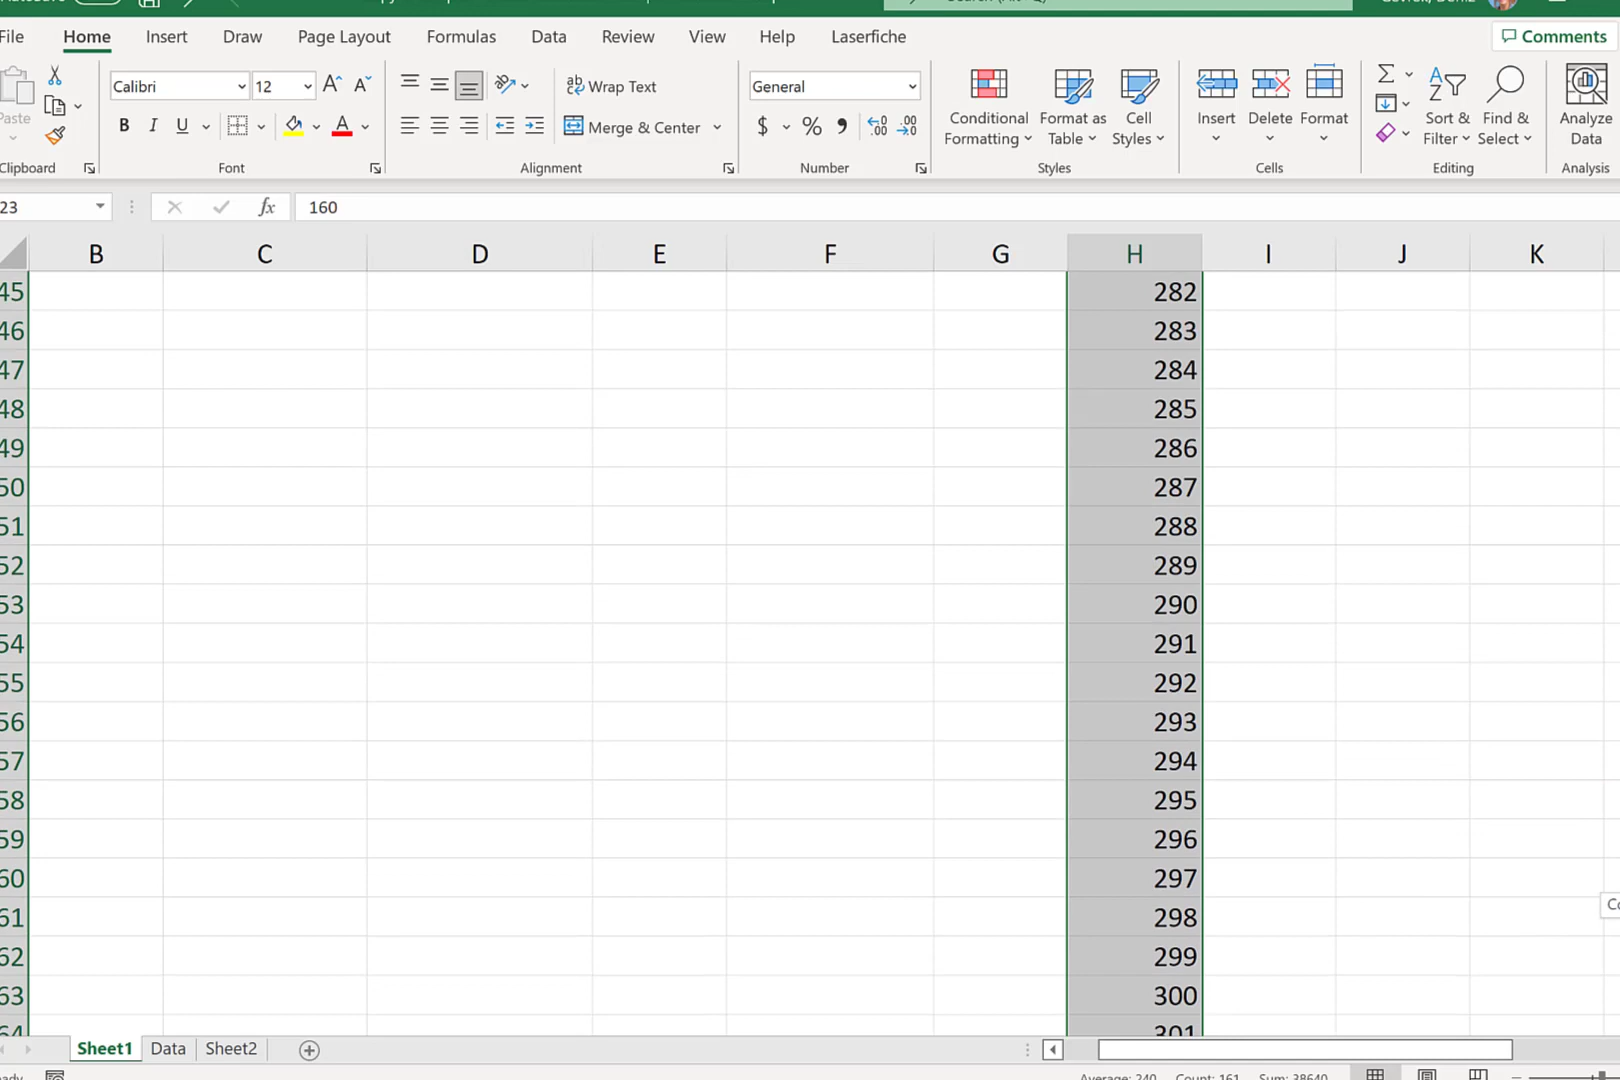 File Home Insert Draw Page Layout Formulas Data Review View Help Laserfiche Comments
Paste Calibri 12 Wrap Text General Conditional Formatting Format as Table Cell Styles Insert Delete Format Sort & Filter Find & Select Analyze Data
B I U A Merge & Center $ %
Clipboard Font Alignment Number Styles Cells Editing Analysis
23 fx 160
B C D E F G H I J K
45 282
46 283
47 284
48 285
49 286
50 287
51 288
52 289
53 290
54 291
55 292
56 293
57 294
58 295
59 296
60 297
61 298
62 299
63 300
64 301
Sheet1 Data Sheet2
Average: 240 Count: 161 Sum: 38640